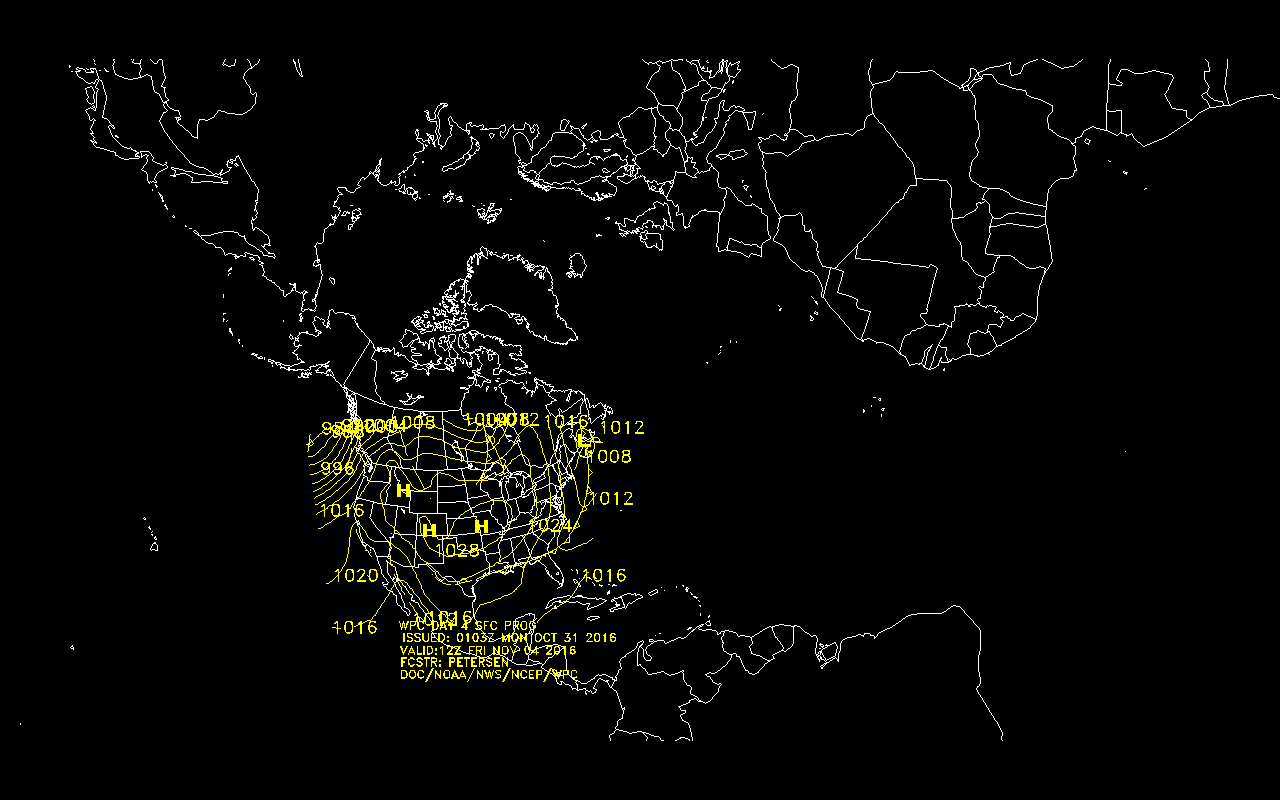 1008
1012
1016
1012
L
1008
996
H
1012
1016
H
H
1024
1028
1020
1016
1016
1016
WPC DAY 4 SFC PROG
ISSUED: 0103Z MON OCT 31 2016
VALID:12Z FRI NOV 04 2016
FCSTR: PETERSEN
DOC/NOAA/NWS/NCEP/WPC